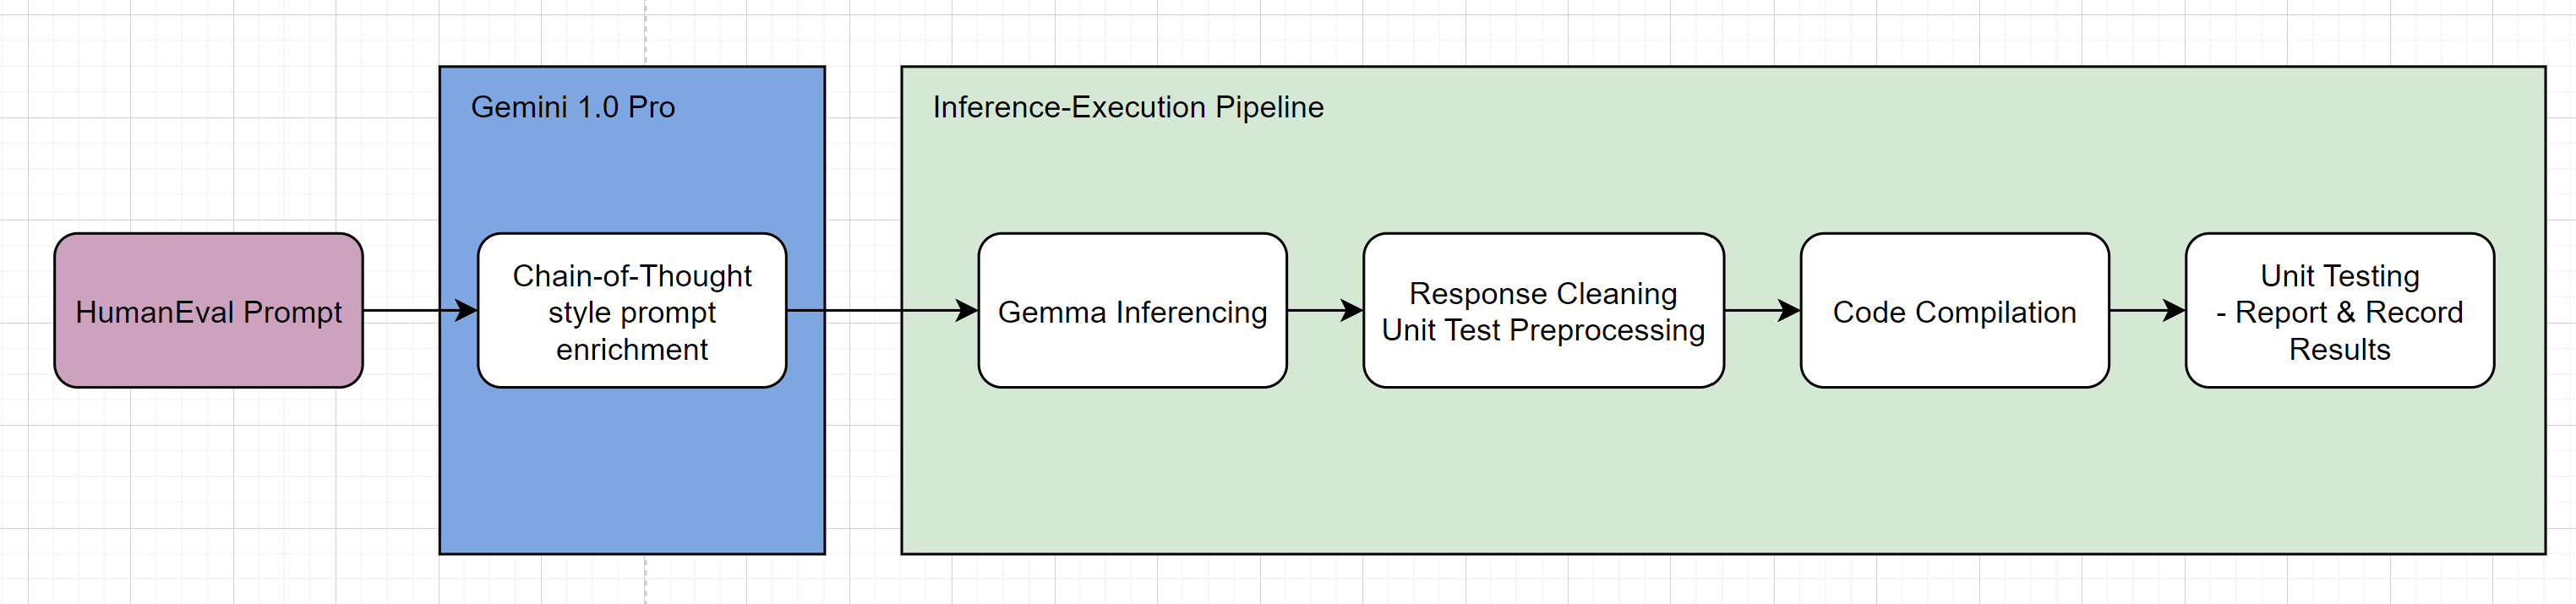 Gemini 1.0 Pro
Inference-Execution Pipeline
HumanEval Prompt
Chain-of-Thought
style prompt
enrichment
Gemma Inferencing
Response Cleaning
Unit Test Preprocessing
Code Compilation
Unit Testing
- Report & Record
Results